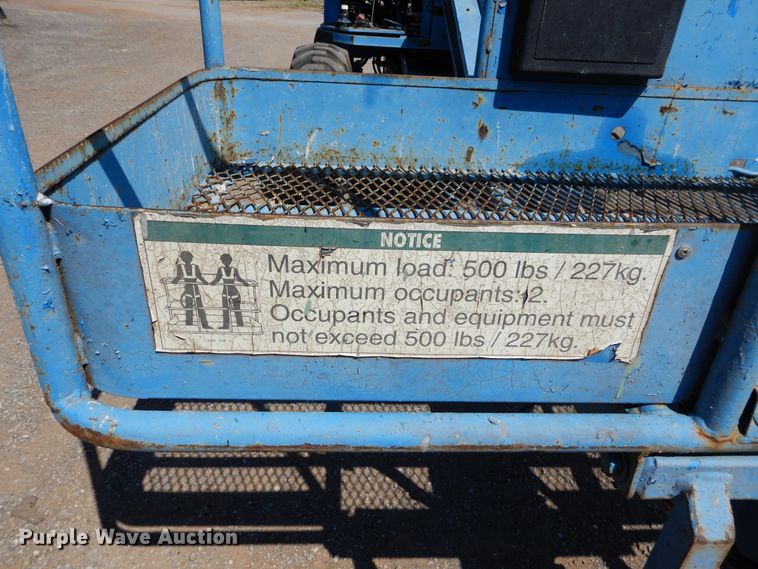 NOTICE
Maximum load: 500 lbs / 227kg.
Maximum occupants: 2.
Occupants and equipment must
not exceed 500 lbs / 227kg.
Purple Wave Auction